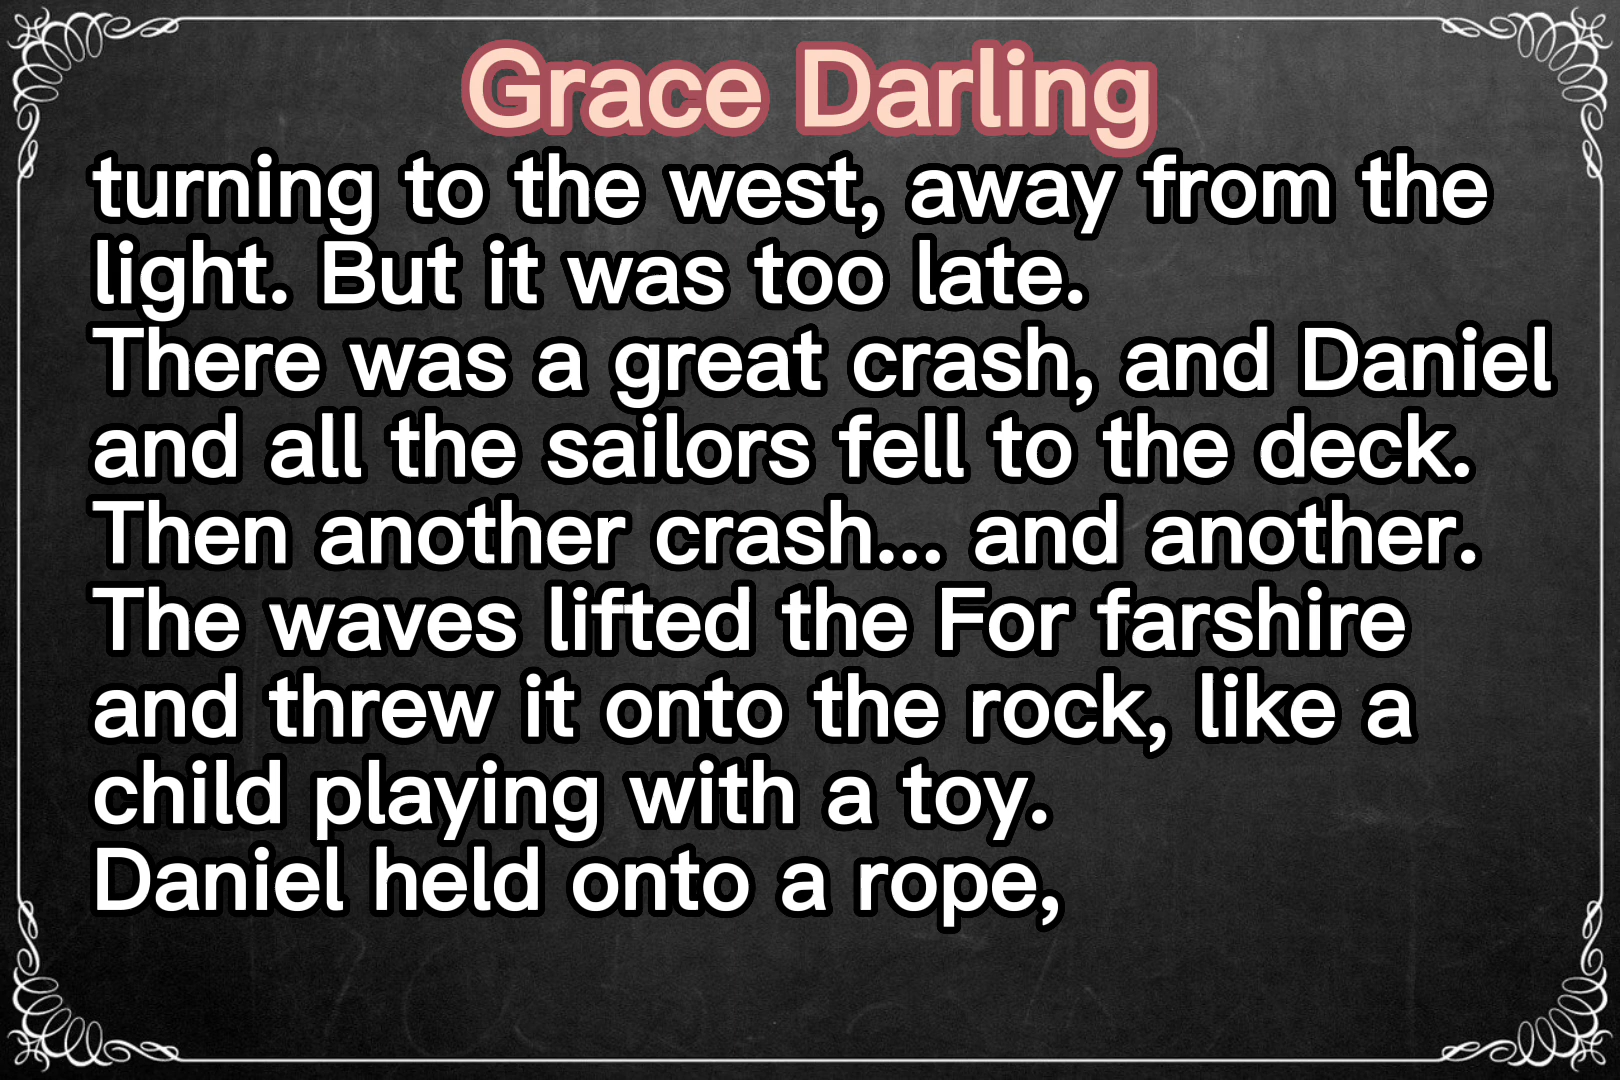 Grace Darling
turning to the west, away from the
light. But it was too late.
There was a great crash, and Daniel
and all the sailors fell to the deck.
Then another crash... and another.
The waves lifted the For farshire
and threw it onto the rock, like a
child playing with a toy.
Daniel held onto a rope,